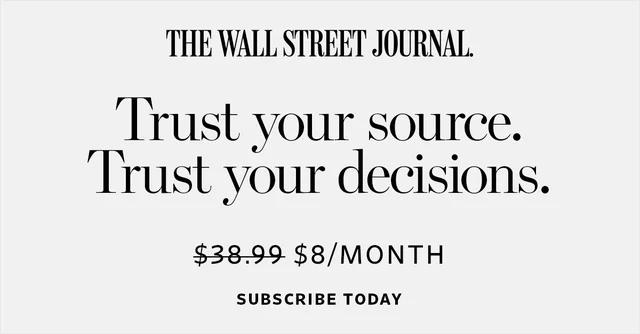 THE WALL STREET JOURNAL.
Trust your source.
Trust your decisions.
$38.99 $8/MONTH
SUBSCRIBE TODAY